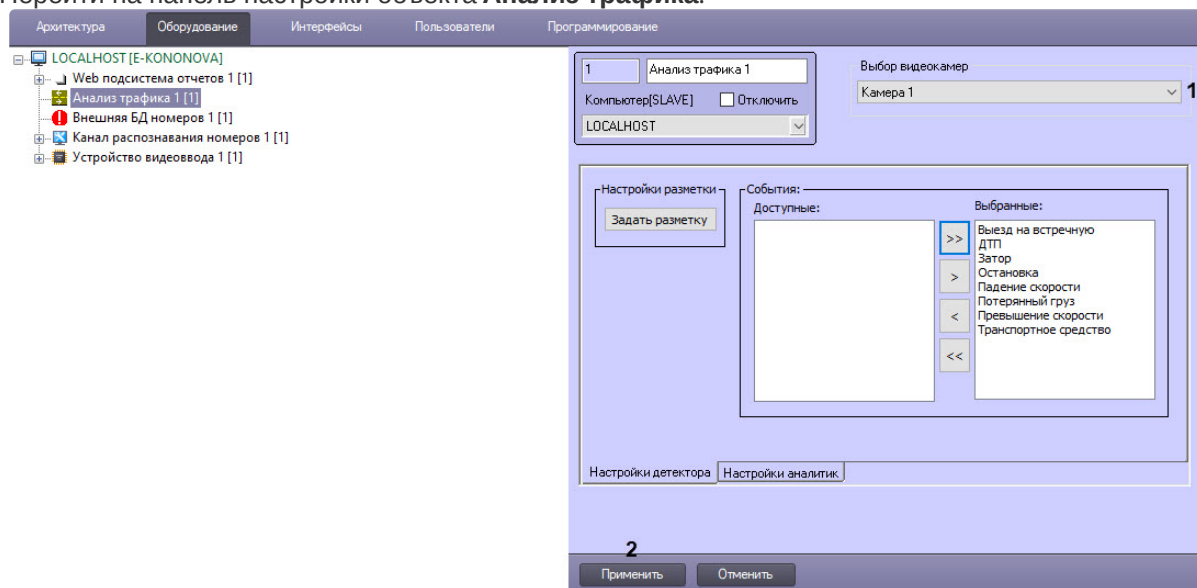 Перейти на панель настройки объекта Анализ трафика.
Архитектура Оборудование Интерфейсы Пользователи Программирование
LOCALHOST [E-KONONOVA]
Web подсистема отчетов 1 [1]
Анализ трафика 1 [1]
Внешняя БД номеров 1 [1]
Канал распознавания номеров 1 [1]
Устройство видеоввода 1 [1]
1 Анализ трафика 1
Компьютер[SLAVE] Отключить
LOCALHOST
Выбор видеокамер
Камера 1
1
Настройки разметки
Задать разметку
События:
Доступные:
Выбранные:
>>
>
<
<<
Выезд на встречную
ДТП
Затор
Остановка
Падение скорости
Потерянный груз
Превышение скорости
Транспортное средство
Настройки детектора Настройки аналитик
2
Применить Отменить